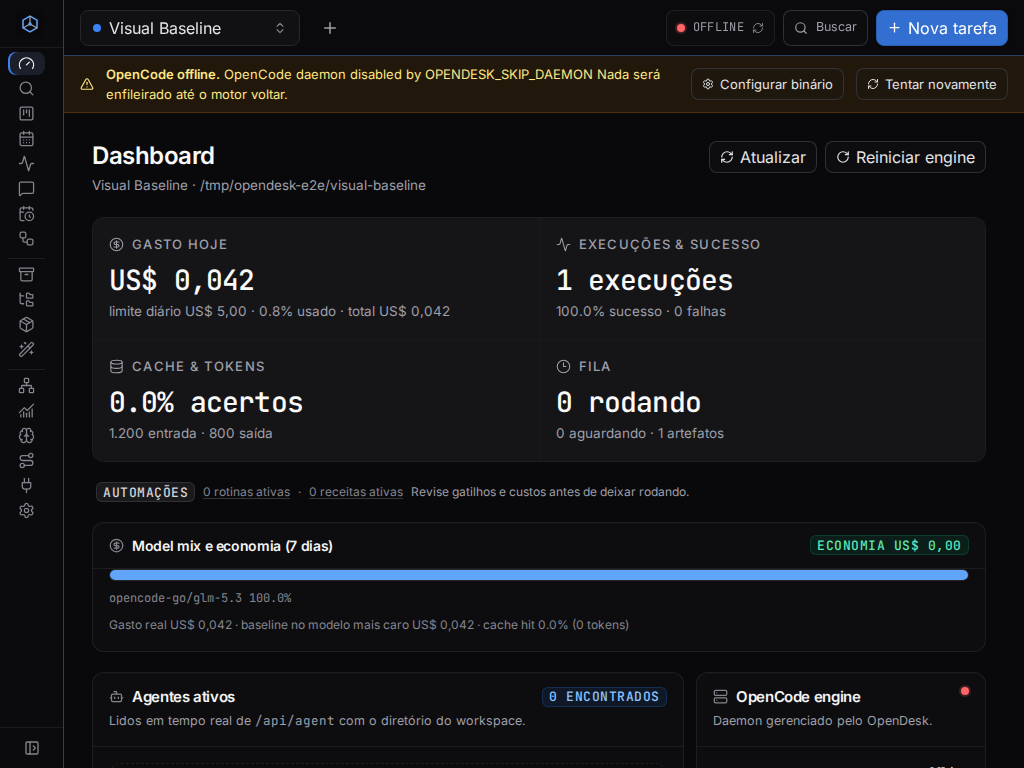 Visual Baseline
OFFLINE
Buscar
Nova tarefa
OpenCode offline. OpenCode daemon disabled by OPENDESK_SKIP_DAEMON Nada será
enfileirado até o motor voltar.
Configurar binário
Tentar novamente
Dashboard
Visual Baseline · /tmp/opendesk-e2e/visual-baseline
Atualizar
Reiniciar engine
GASTO HOJE
US$ 0,042
limite diário US$ 5,00 · 0.8% usado · total US$ 0,042
EXECUÇÕES & SUCESSO
1 execuções
100.0% sucesso · 0 falhas
CACHE & TOKENS
0.0% acertos
1.200 entrada · 800 saída
FILA
0 rodando
0 aguardando · 1 artefatos
AUTOMAÇÕES 0 rotinas ativas · 0 receitas ativas Revise gatilhos e custos antes de deixar rodando.
Model mix e economia (7 dias)
ECONOMIA US$ 0,00
opencode-go/glm-5.3 100.0%
Gasto real US$ 0,042 · baseline no modelo mais caro US$ 0,042 · cache hit 0.0% (0 tokens)
Agentes ativos
0 ENCONTRADOS
Lidos em tempo real de /api/agent com o diretório do workspace.
OpenCode engine
Daemon gerenciado pelo OpenDesk.